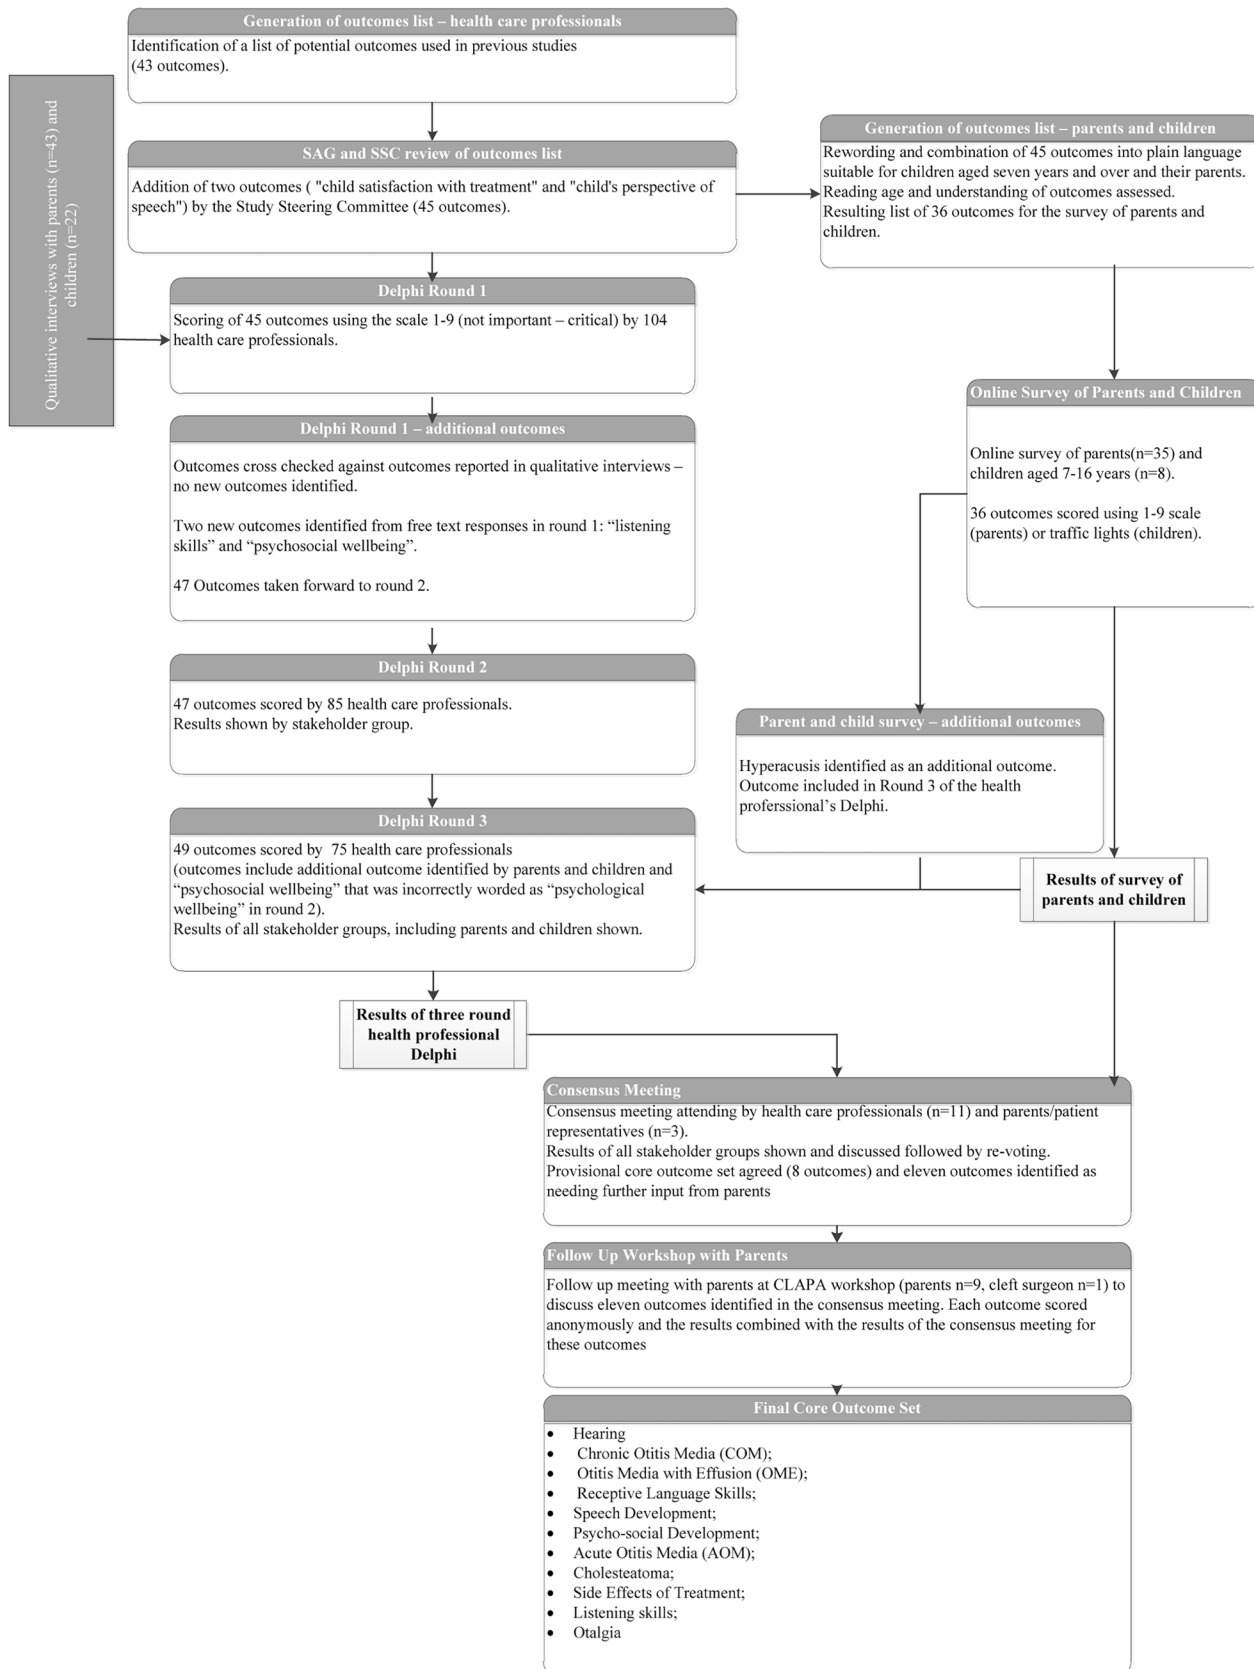 Generation of outcomes list – health care professionals
Identification of a list of potential outcomes used in previous studies
(43 outcomes).
Qualitative interviews with parents (n=43) and
children (n=22)
SAG and SSC review of outcomes list
Addition of two outcomes ( "child satisfaction with treatment" and "child's perspective of
speech") by the Study Steering Committee (45 outcomes).
Generation of outcomes list – parents and children
Rewording and combination of 45 outcomes into plain language
suitable for children aged seven years and over and their parents.
Reading age and understanding of outcomes assessed.
Resulting list of 36 outcomes for the survey of parents and
children.
Delphi Round 1
Scoring of 45 outcomes using the scale 1-9 (not important – critical) by 104
health care professionals.
Delphi Round 1 – additional outcomes
Outcomes cross checked against outcomes reported in qualitative interviews –
no new outcomes identified.
Two new outcomes identified from free text responses in round 1: “listening
skills” and “psychosocial wellbeing”.
47 Outcomes taken forward to round 2.
Online Survey of Parents and Children
Online survey of parents(n=35) and
children aged 7-16 years (n=8).
36 outcomes scored using 1-9 scale
(parents) or traffic lights (children).
Delphi Round 2
47 outcomes scored by 85 health care professionals.
Results shown by stakeholder group.
Parent and child survey – additional outcomes
Hyperacusis identified as an additional outcome.
Outcome included in Round 3 of the health
proferssional’s Delphi.
Delphi Round 3
49 outcomes scored by 75 health care professionals
(outcomes include additional outcome identified by parents and children and
“psychosocial wellbeing” that was incorrectly worded as “psychological
wellbeing” in round 2).
Results of all stakeholder groups, including parents and children shown.
Results of survey of
parents and children
Results of three round
health professional
Delphi
Consensus Meeting
Consensus meeting attending by health care professionals (n=11) and parents/patient
representatives (n=3).
Results of all stakeholder groups shown and discussed followed by re-voting.
Provisional core outcome set agreed (8 outcomes) and eleven outcomes identified as
needing further input from parents
Follow Up Workshop with Parents
Follow up meeting with parents at CLAPA workshop (parents n=9, cleft surgeon n=1) to
discuss eleven outcomes identified in the consensus meeting. Each outcome scored
anonymously and the results combined with the results of the consensus meeting for
these outcomes
Final Core Outcome Set
• Hearing
• Chronic Otitis Media (COM);
• Otitis Media with Effusion (OME);
• Receptive Language Skills;
• Speech Development;
• Psycho-social Development;
• Acute Otitis Media (AOM);
• Cholesteatoma;
• Side Effects of Treatment;
• Listening skills;
• Otalgia